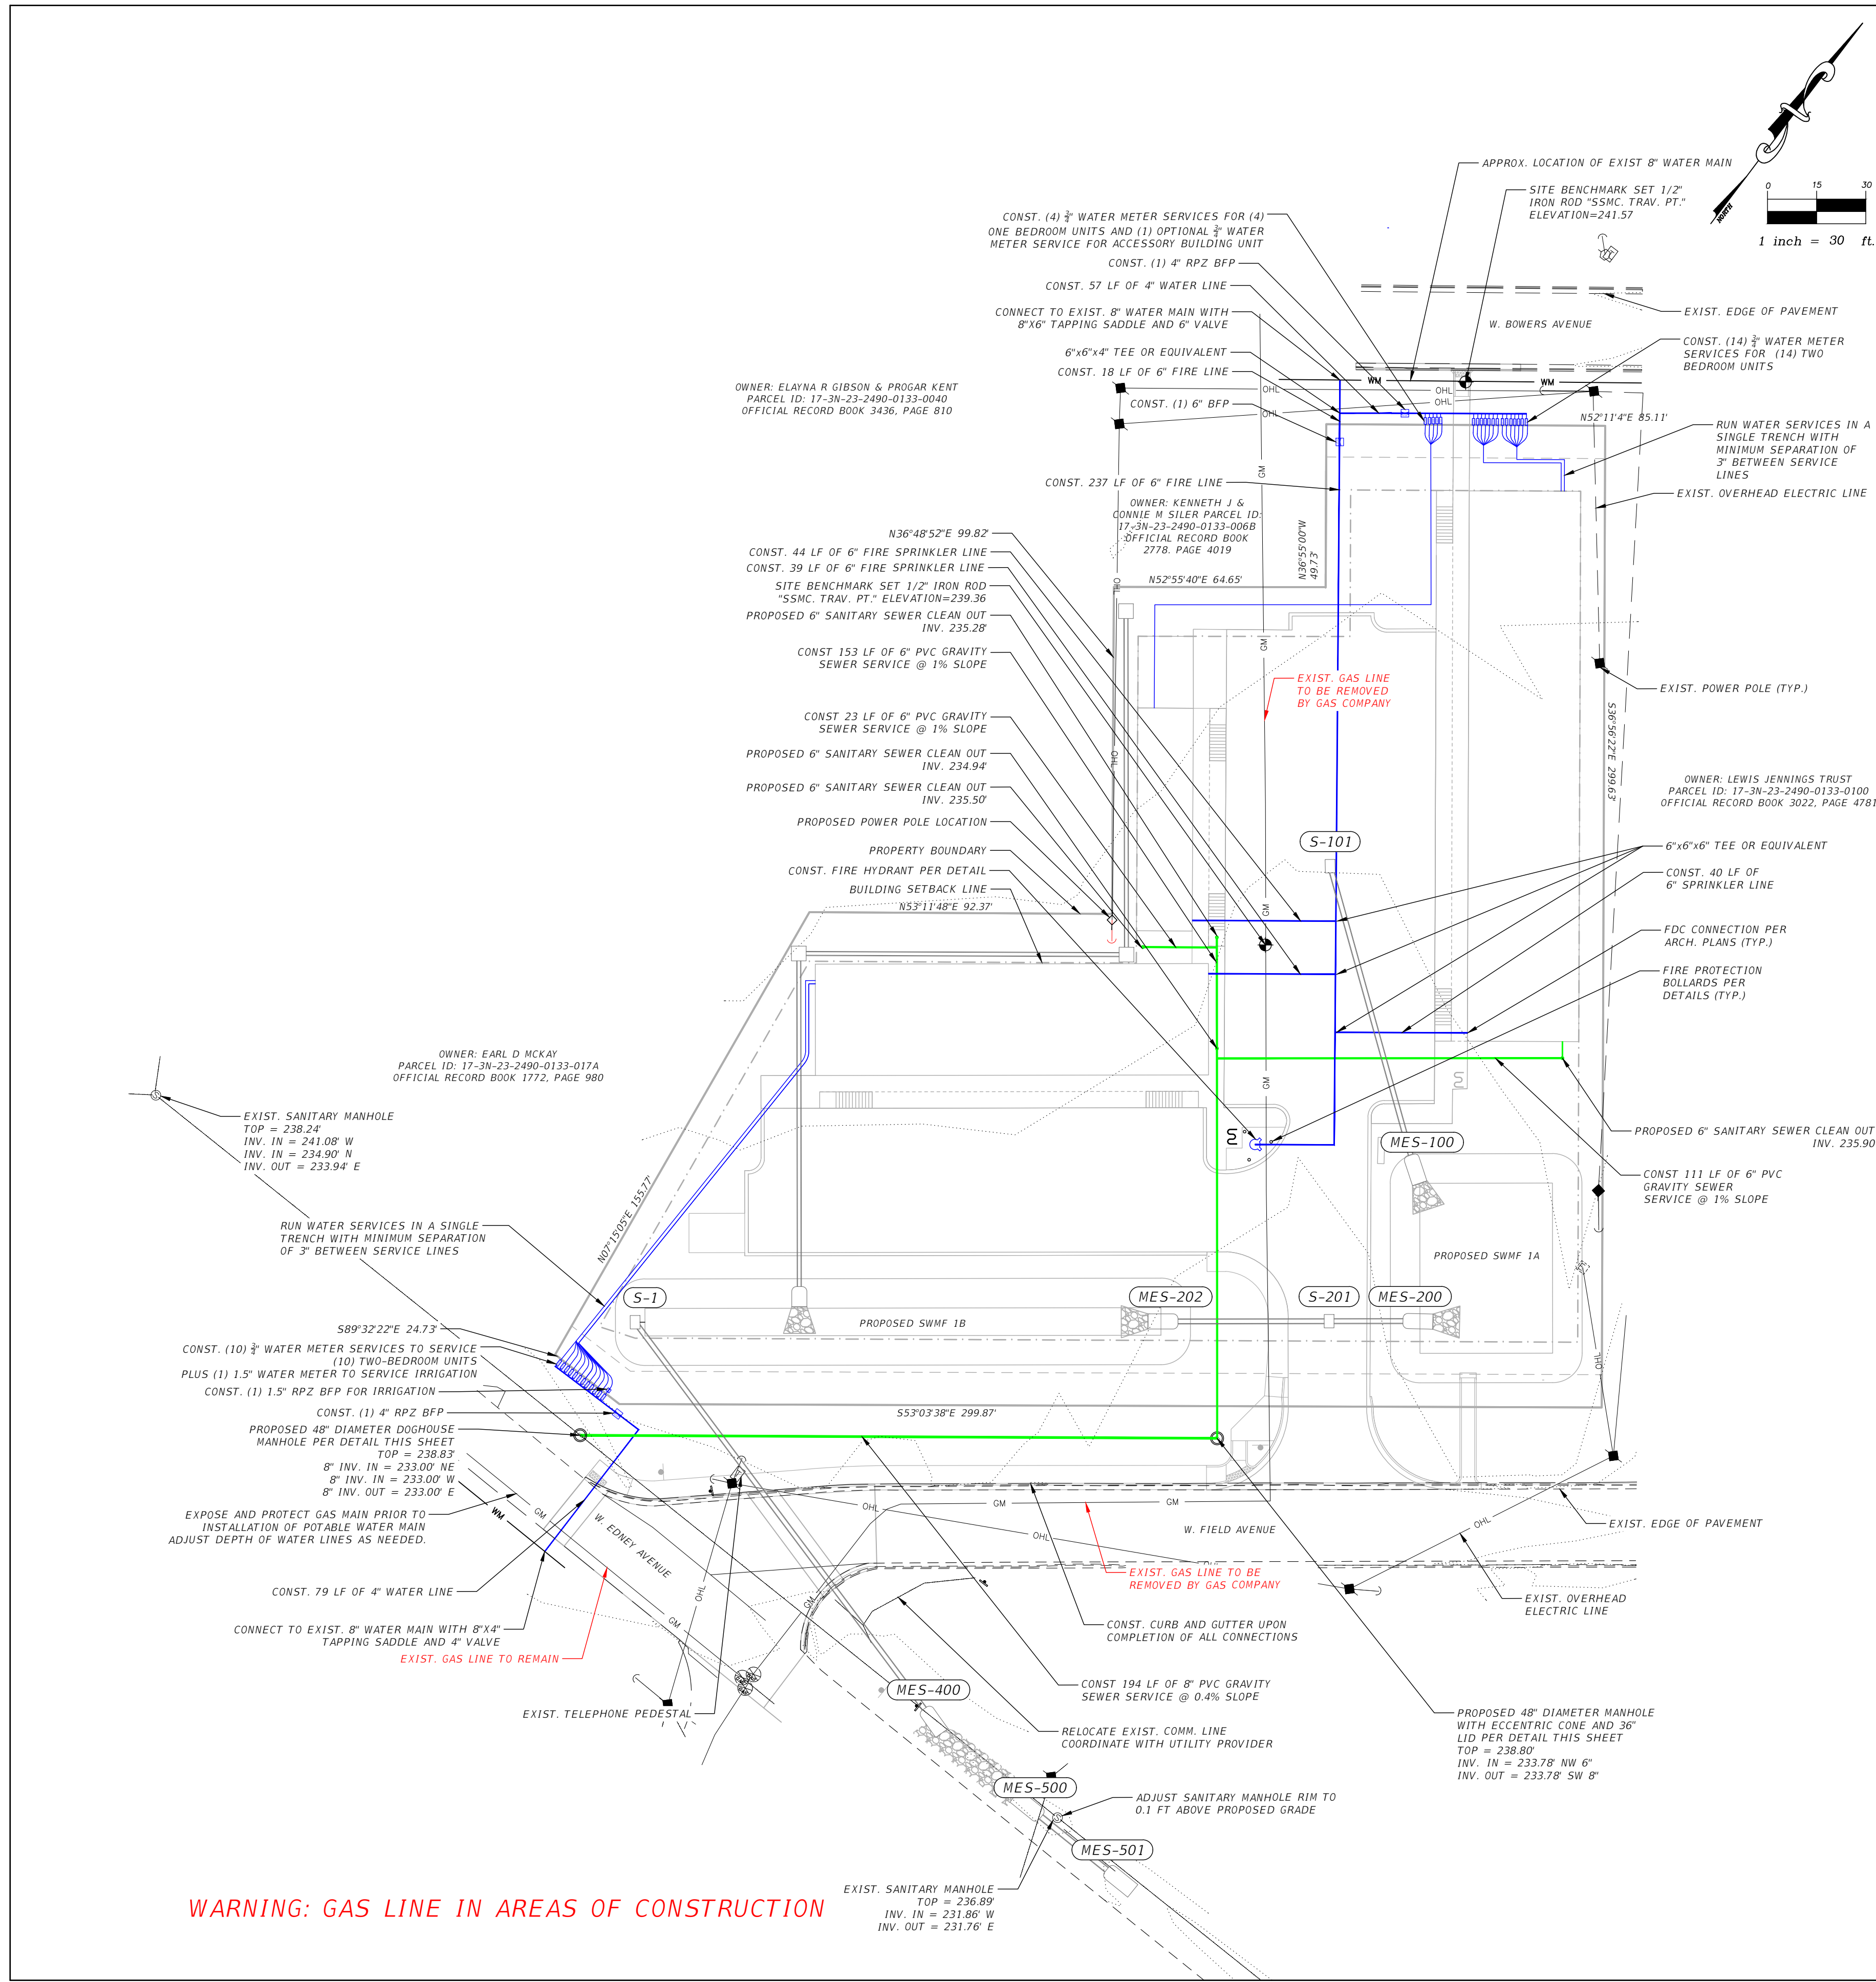 NORTH
0 15 30
1 inch = 30 ft.
APPROX. LOCATION OF EXIST 8" WATER MAIN
SITE BENCHMARK SET 1/2"
IRON ROD "SSMC. TRAV. PT."
ELEVATION=241.57
CONST. (4) ¾" WATER METER SERVICES FOR (4)
ONE BEDROOM UNITS AND (1) OPTIONAL ¾" WATER
METER SERVICE FOR ACCESSORY BUILDING UNIT
CONST. (1) 4" RPZ BFP
CONST. 57 LF OF 4" WATER LINE
CONNECT TO EXIST. 8" WATER MAIN WITH
8"X6" TAPPING SADDLE AND 6" VALVE
6"x6"x4" TEE OR EQUIVALENT
CONST. 18 LF OF 6" FIRE LINE
CONST. (1) 6" BFP
CONST. 237 LF OF 6" FIRE LINE
W. BOWERS AVENUE
EXIST. EDGE OF PAVEMENT
CONST. (14) ¾" WATER METER
SERVICES FOR (14) TWO
BEDROOM UNITS
WM
WM
OHL
OHL
OHL
OHL
N52°11'4"E 85.11'
RUN WATER SERVICES IN A
SINGLE TRENCH WITH
MINIMUM SEPARATION OF
3" BETWEEN SERVICE
LINES
EXIST. OVERHEAD ELECTRIC LINE
OWNER: ELAYNA R GIBSON & PROGAR KENT
PARCEL ID: 17-3N-23-2490-0133-0040
OFFICIAL RECORD BOOK 3436, PAGE 810
OWNER: KENNETH J &
CONNIE M SILER PARCEL ID:
17-3N-23-2490-0133-006B
OFFICIAL RECORD BOOK
2778. PAGE 4019
GM
N36°55'00"W
49.73'
N52°55'40"E 64.65'
OHL
GM
N36°48'52"E 99.82'
CONST. 44 LF OF 6" FIRE SPRINKLER LINE
CONST. 39 LF OF 6" FIRE SPRINKLER LINE
SITE BENCHMARK SET 1/2" IRON ROD
"SSMC. TRAV. PT." ELEVATION=239.36
PROPOSED 6" SANITARY SEWER CLEAN OUT
INV. 235.28'
CONST 153 LF OF 6" PVC GRAVITY
SEWER SERVICE @ 1% SLOPE
CONST 23 LF OF 6" PVC GRAVITY
SEWER SERVICE @ 1% SLOPE
PROPOSED 6" SANITARY SEWER CLEAN OUT
INV. 234.94'
PROPOSED 6" SANITARY SEWER CLEAN OUT
INV. 235.50'
PROPOSED POWER POLE LOCATION
PROPERTY BOUNDARY
CONST. FIRE HYDRANT PER DETAIL
BUILDING SETBACK LINE
N53°11'48"E 92.37'
OHL
EXIST. GAS LINE
TO BE REMOVED
BY GAS COMPANY
EXIST. POWER POLE (TYP.)
S36°56'22"E 299.63'
OWNER: LEWIS JENNINGS TRUST
PARCEL ID: 17-3N-23-2490-0133-0100
OFFICIAL RECORD BOOK 3022, PAGE 4781
S-101
6"x6"x6" TEE OR EQUIVALENT
CONST. 40 LF OF
6" SPRINKLER LINE
GM
FDC CONNECTION PER
ARCH. PLANS (TYP.)
FIRE PROTECTION
BOLLARDS PER
DETAILS (TYP.)
OWNER: EARL D MCKAY
PARCEL ID: 17-3N-23-2490-0133-017A
OFFICIAL RECORD BOOK 1772, PAGE 980
GM
EXIST. SANITARY MANHOLE
TOP = 238.24'
INV. IN = 241.08' W
INV. IN = 234.90' N
INV. OUT = 233.94' E
MES-100
PROPOSED 6" SANITARY SEWER CLEAN OUT
INV. 235.90
CONST 111 LF OF 6" PVC
GRAVITY SEWER
SERVICE @ 1% SLOPE
N07°15'05"E 155.77'
RUN WATER SERVICES IN A SINGLE
TRENCH WITH MINIMUM SEPARATION
OF 3" BETWEEN SERVICE LINES
PROPOSED SWMF 1A
S-1
MES-202
S-201
MES-200
PROPOSED SWMF 1B
S89°32'22"E 24.73'
CONST. (10) ¾" WATER METER SERVICES TO SERVICE
(10) TWO-BEDROOM UNITS
PLUS (1) 1.5" WATER METER TO SERVICE IRRIGATION
CONST. (1) 1.5" RPZ BFP FOR IRRIGATION
CONST. (1) 4" RPZ BFP
OHL
S53°03'38"E 299.87'
PROPOSED 48" DIAMETER DOGHOUSE
MANHOLE PER DETAIL THIS SHEET
TOP = 238.83'
8" INV. IN = 233.00' NE
8" INV. IN = 233.00' W
8" INV. OUT = 233.00' E
EXPOSE AND PROTECT GAS MAIN PRIOR TO
INSTALLATION OF POTABLE WATER MAIN
ADJUST DEPTH OF WATER LINES AS NEEDED.
WM
GM
W. EDNEY AVENUE
OHL
GM
GM
W. FIELD AVENUE
OHL
EXIST. EDGE OF PAVEMENT
OHL
OHL
EXIST. GAS LINE TO BE
REMOVED BY GAS COMPANY
EXIST. OVERHEAD
ELECTRIC LINE
CONST. 79 LF OF 4" WATER LINE
OHL
GM
GM
CONNECT TO EXIST. 8" WATER MAIN WITH 8"X4"
TAPPING SADDLE AND 4" VALVE
EXIST. GAS LINE TO REMAIN
CONST. CURB AND GUTTER UPON
COMPLETION OF ALL CONNECTIONS
CONST 194 LF OF 8" PVC GRAVITY
SEWER SERVICE @ 0.4% SLOPE
MES-400
EXIST. TELEPHONE PEDESTAL
PROPOSED 48" DIAMETER MANHOLE
WITH ECCENTRIC CONE AND 36"
LID PER DETAIL THIS SHEET
TOP = 238.80'
INV. IN = 233.78' NW 6"
INV. OUT = 233.78' SW 8"
RELOCATE EXIST. COMM. LINE
COORDINATE WITH UTILITY PROVIDER
MES-500
ADJUST SANITARY MANHOLE RIM TO
0.1 FT ABOVE PROPOSED GRADE
MES-501
EXIST. SANITARY MANHOLE
TOP = 236.89'
INV. IN = 231.86' W
INV. OUT = 231.76' E
WARNING: GAS LINE IN AREAS OF CONSTRUCTION